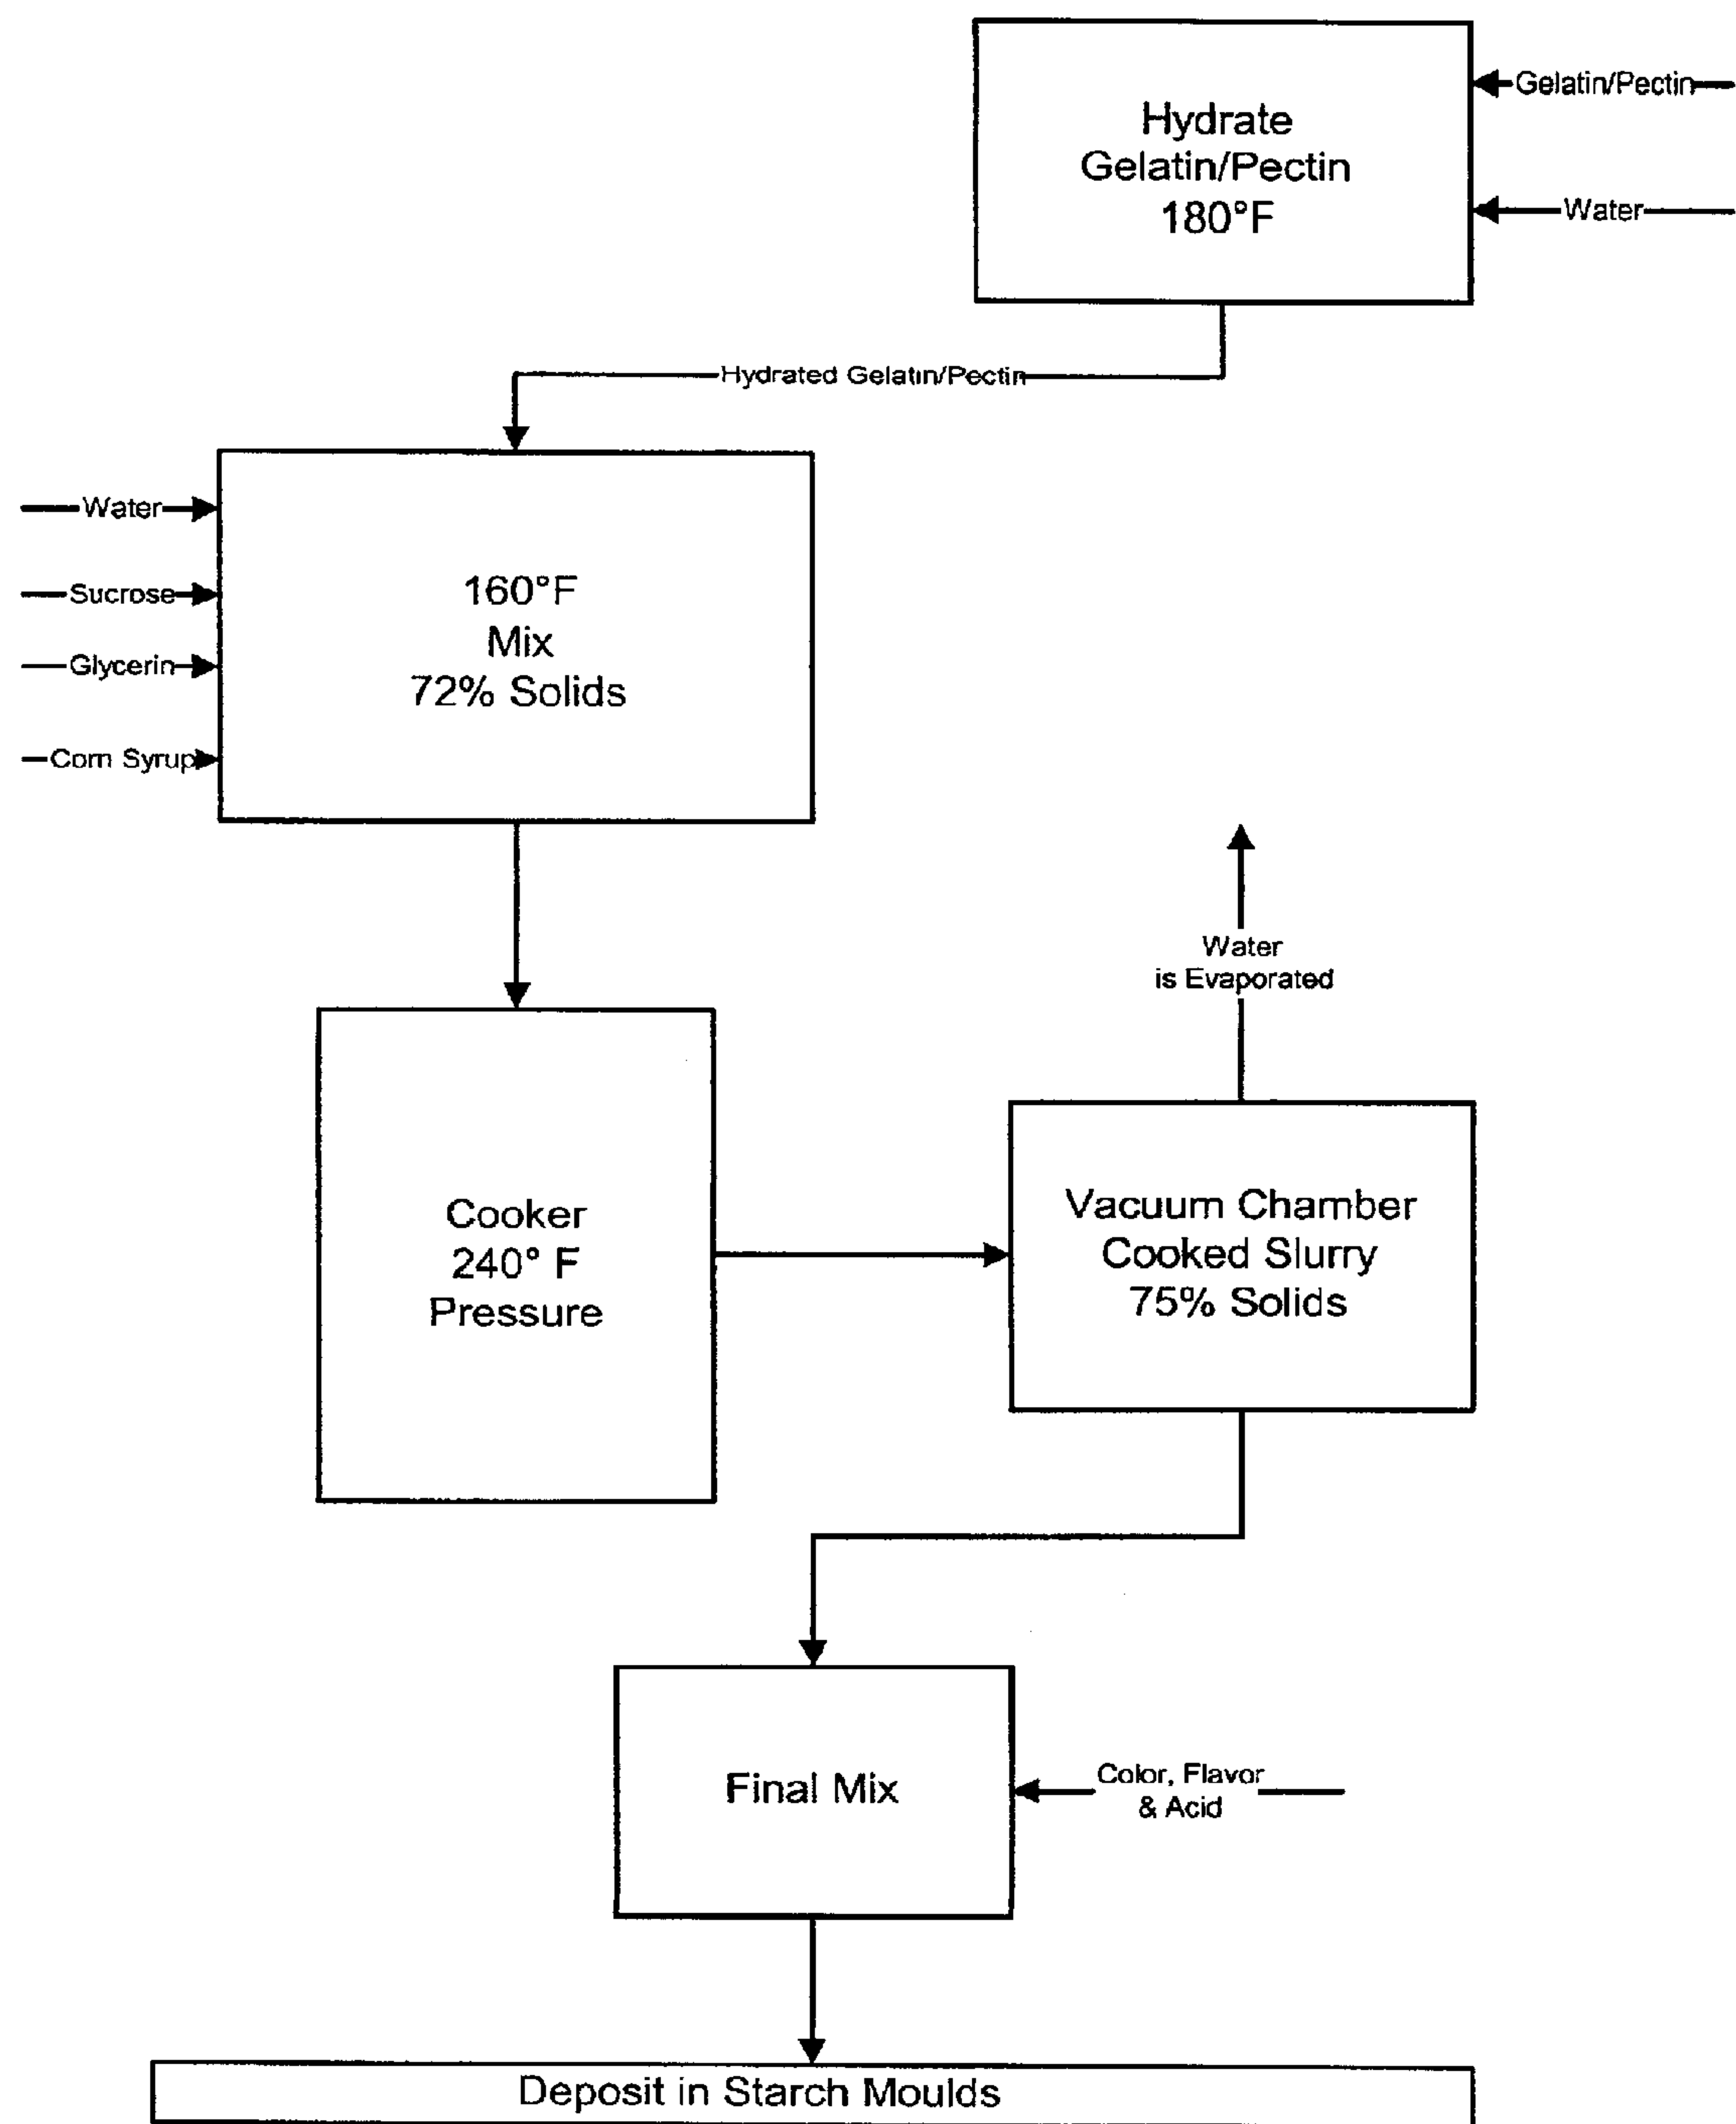 Hydrate
Gelatin/Pectin
180°F
Gelatin/Pectin
Water
Hydrated Gelatin/Pectin
Water
Sucrose
Glycerin
Corn Syrup
160°F
Mix
72% Solids
Water
is Evaporated
Cooker
240° F
Pressure
Vacuum Chamber
Cooked Slurry
75% Solids
Final Mix
Color, Flavor
& Acid
Deposit in Starch Moulds